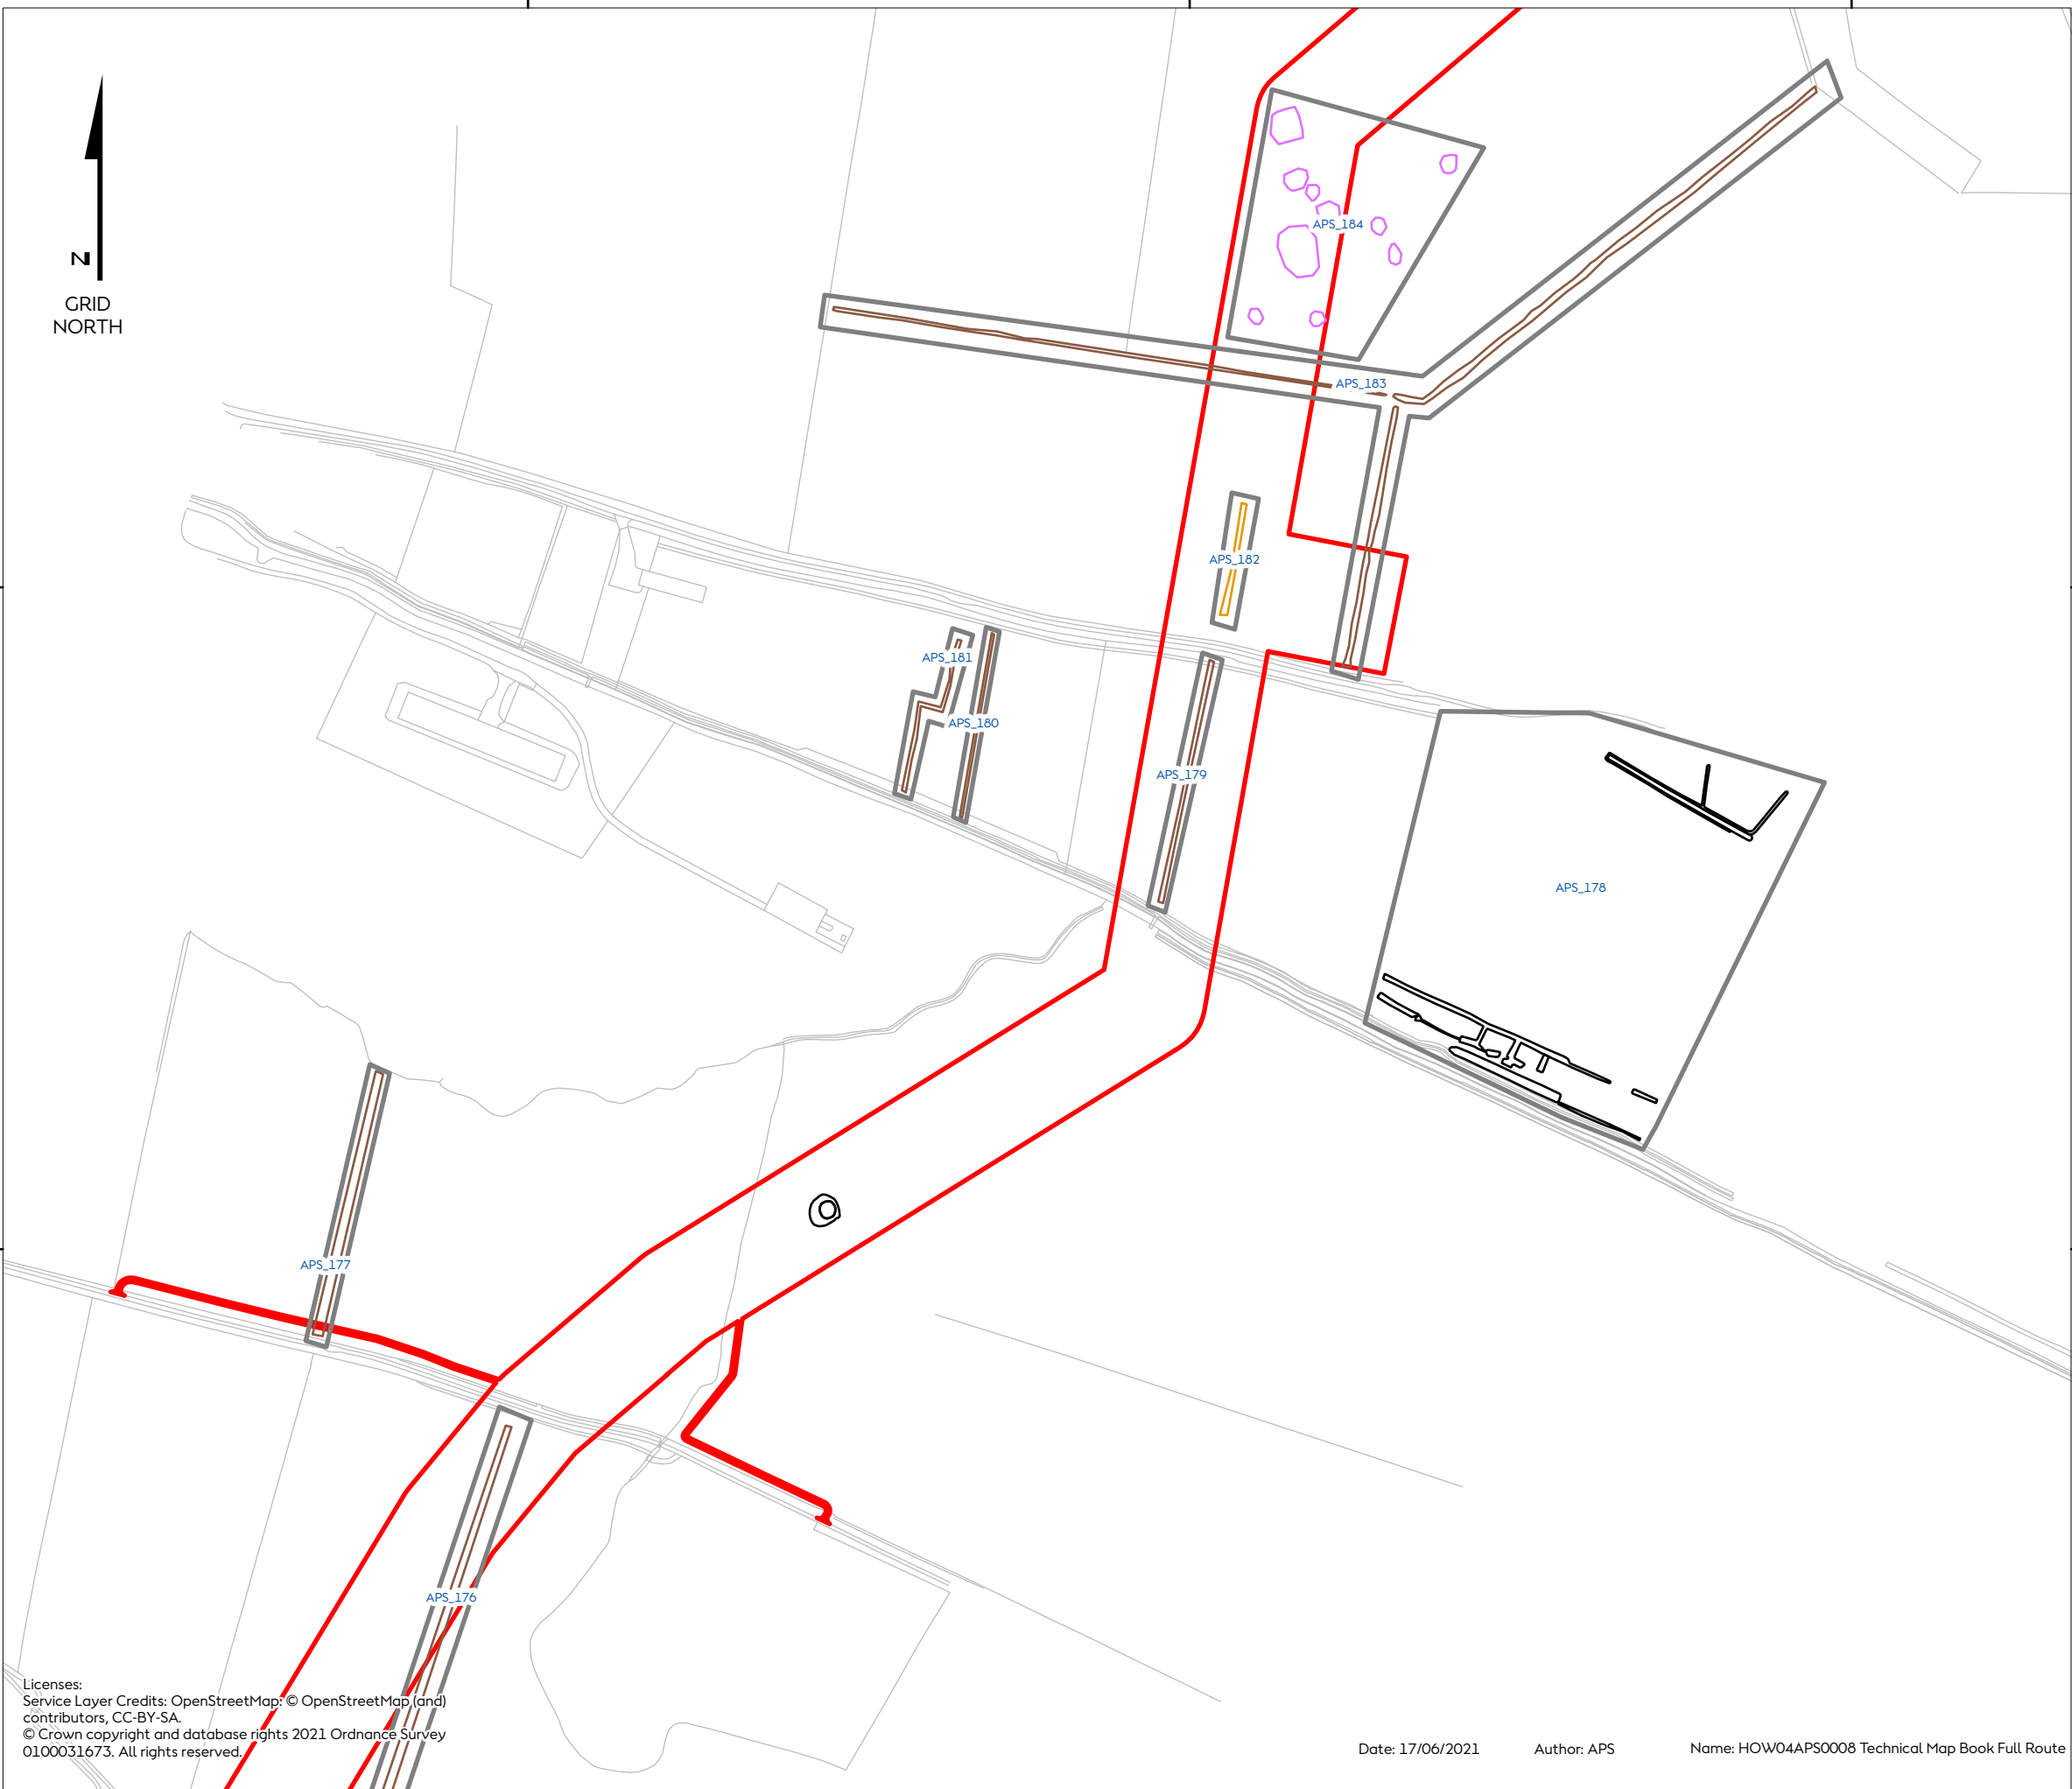 N
GRID
NORTH
APS_184
APS_183
APS_182
APS_181
APS_180
APS_179
APS_178
APS_177
APS_176
Licenses:
Service Layer Credits: OpenStreetMap: © OpenStreetMap (and)
contributors, CC-BY-SA.
© Crown copyright and database rights 2021 Ordnance Survey
0100031673. All rights reserved.
Date: 17/06/2021
Author: APS
Name: HOW04APS0008 Technical Map Book Full Route